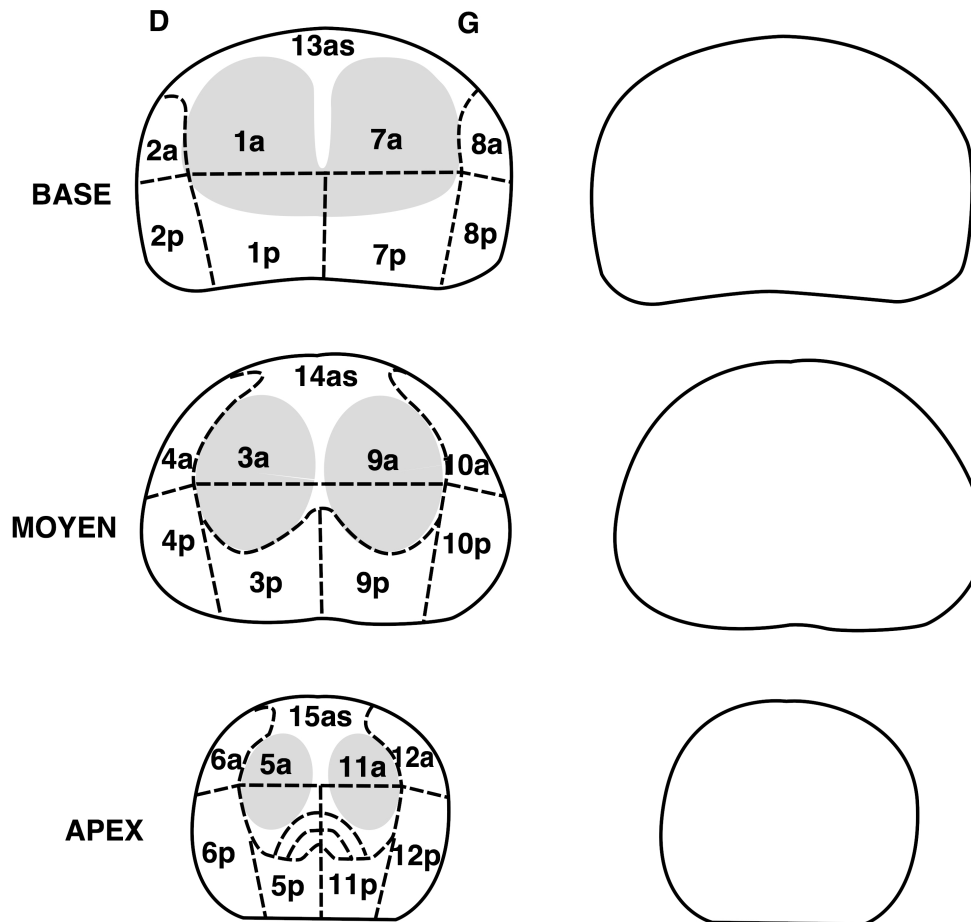 D G
13as
1a 7a
2a 8a
BASE
2p 8p
1p 7p
14as
4a 3a 9a 10a
MOYEN
4p 10p
3p 9p
15as
6a 5a 11a 12a
APEX
6p 12p
5p 11p